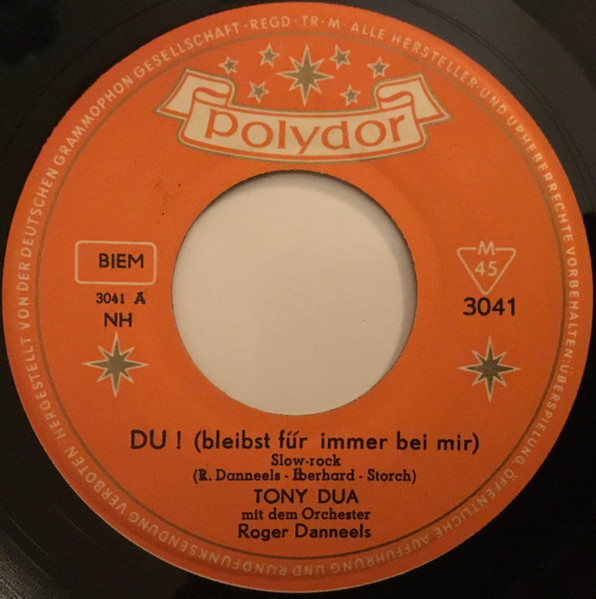 HERGESTELLT VON DER DEUTSCHEN GRAMMOPHON GESELLSCHAFT · REGD · TR · M · ALLE HERSTELLER UND URHEBERRECHTE VORBEHALTEN: ÜBERSPIELUNG, ÖFFENTLICHE AUFFÜHRUNG UND RUNDFUNKSENDUNG VERBOTEN
Polydor
BIEM
3041 A
NH
M
45
3041
DU ! (bleibst für immer bei mir)
Slow-rock
(R. Danneels - Eberhard - Storch)
TONY DUA
mit dem Orchester
Roger Danneels